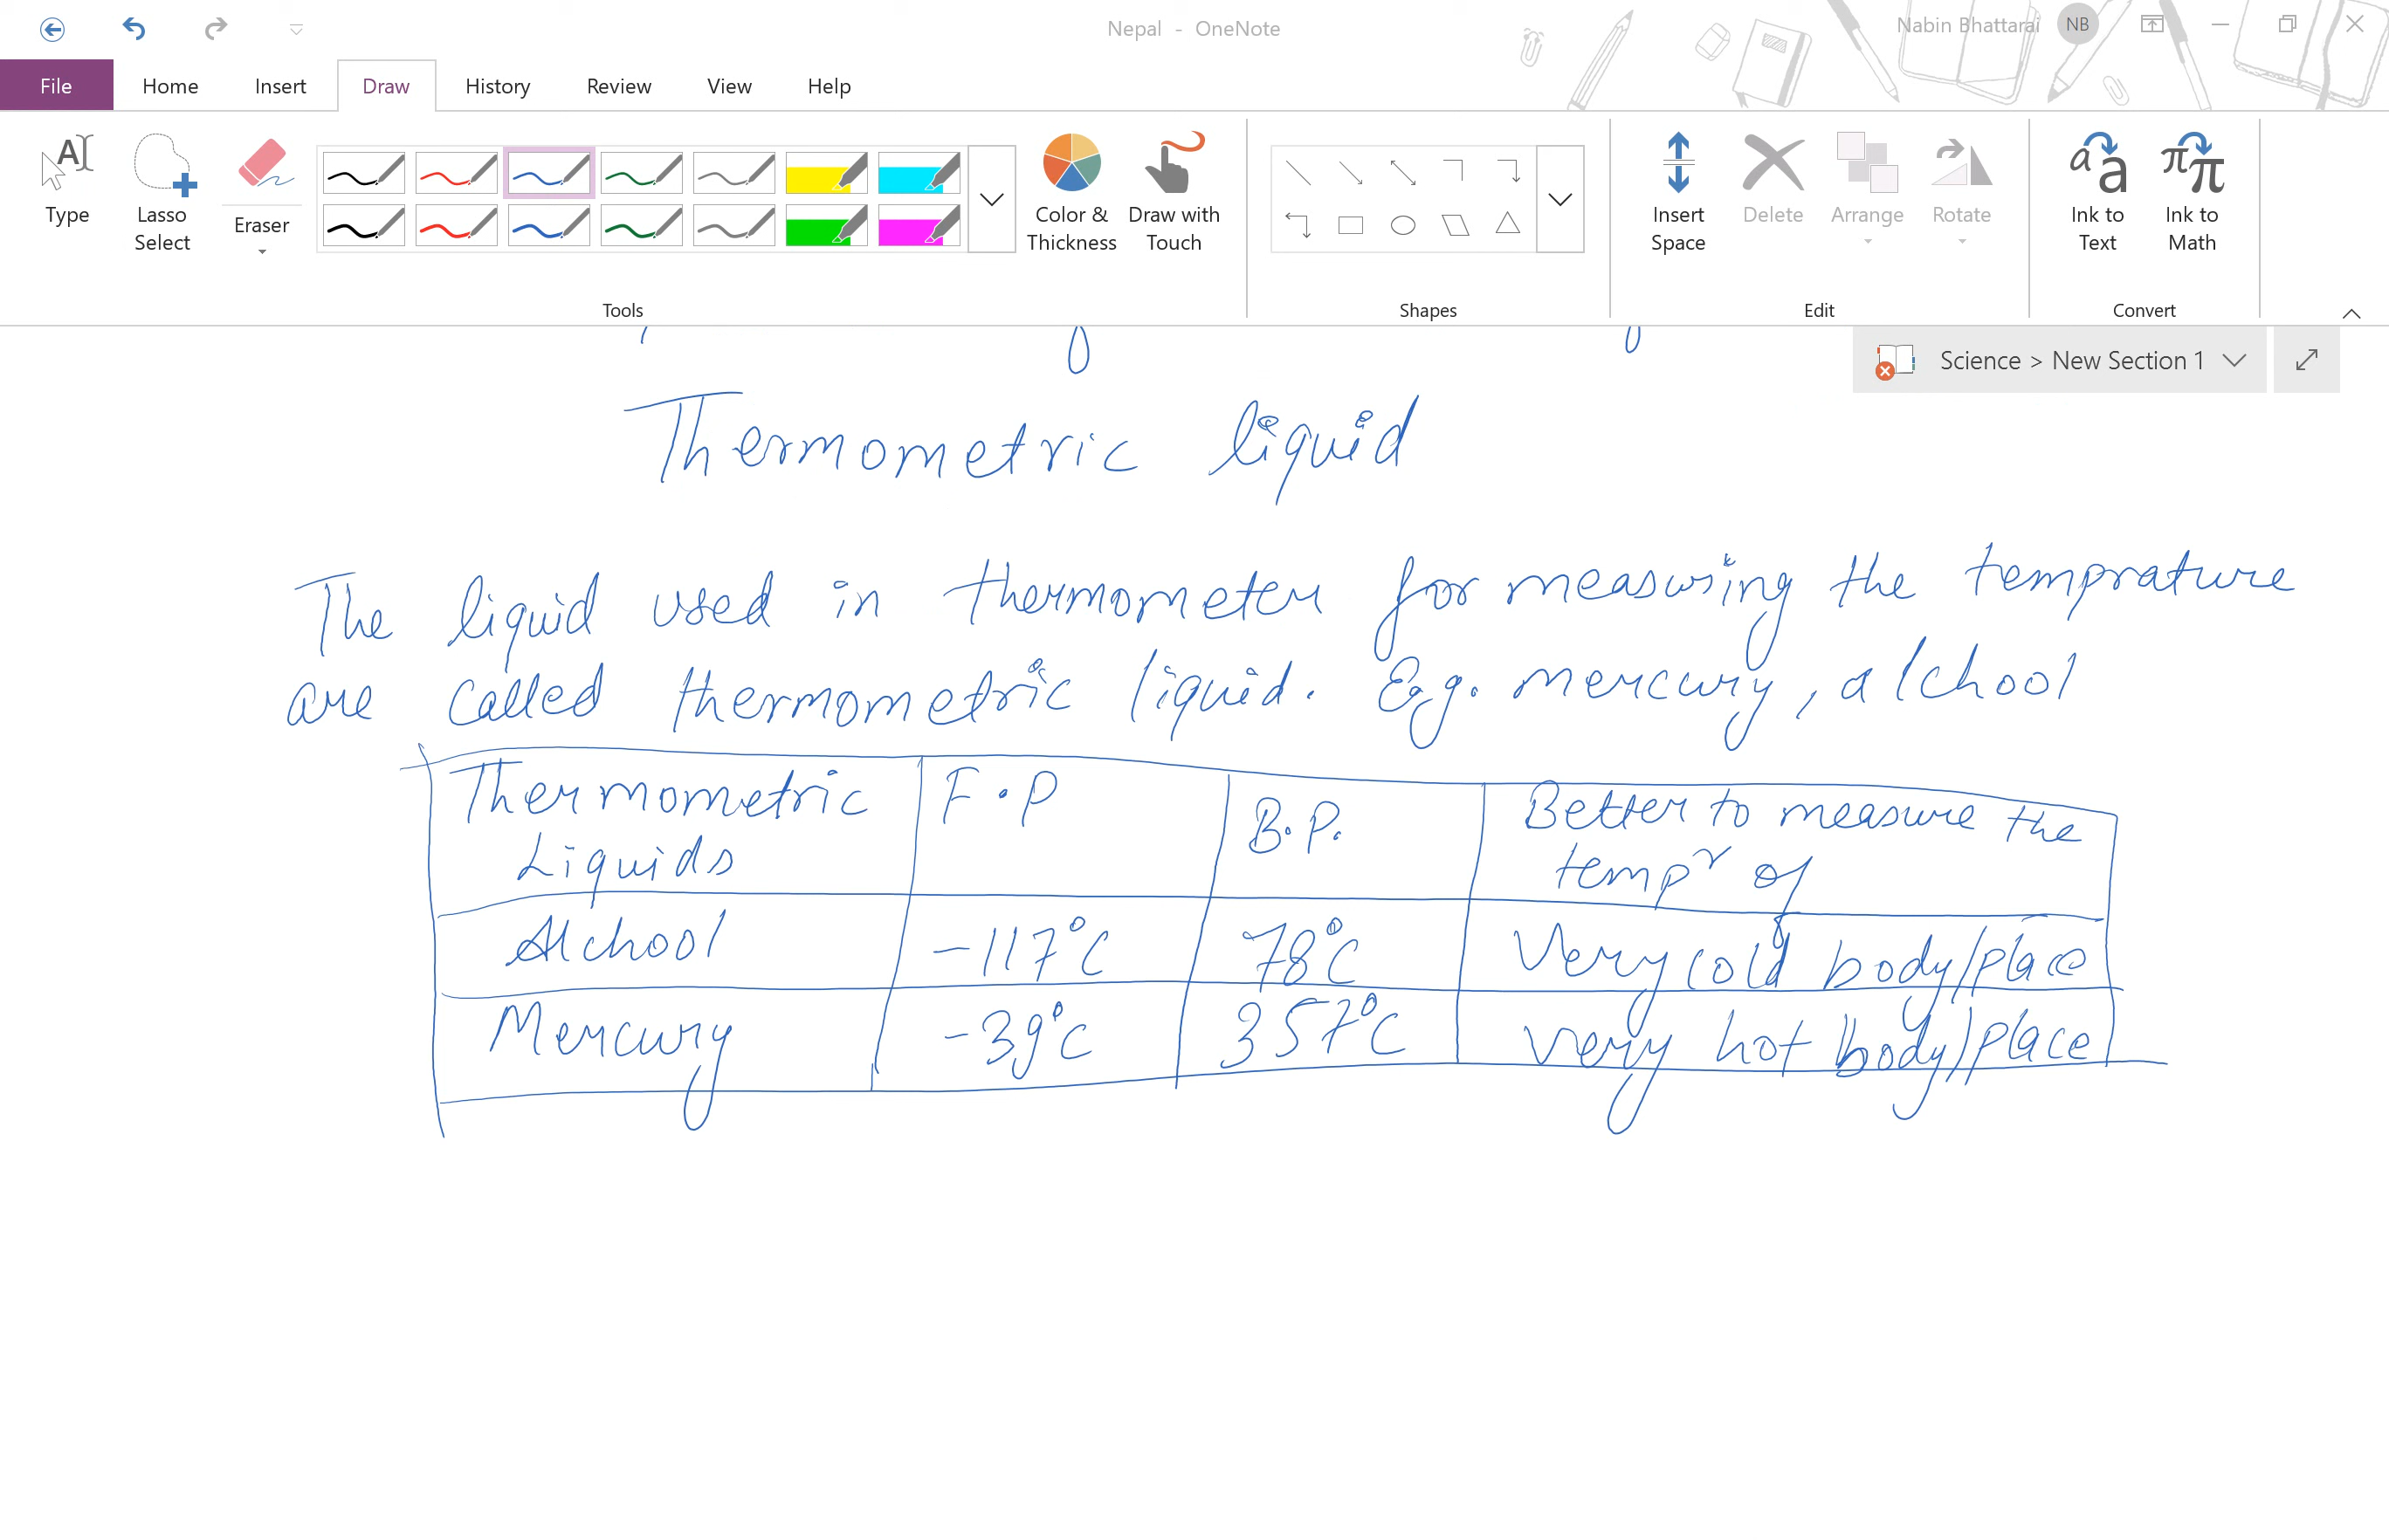 Nepal - OneNote
Nabin Bhattarai NB
File Home Insert Draw History Review View Help
Type
Lasso Select
Eraser
Color & Thickness
Draw with Touch
Insert Space
Delete
Arrange
Rotate
Ink to Text
Ink to Math
Tools Shapes Edit Convert
Science > New Section 1
Thermometric liquid
The liquid used in thermometer for measuring the temprature
are called thermometric liquid. Eg. mercury, alchool
Thermometric Liquids F.P B.P. Better to measure the tempr of
Alchool -117°C 78°C Very cold body/place
Mercury -39°C 357°C very hot body/place